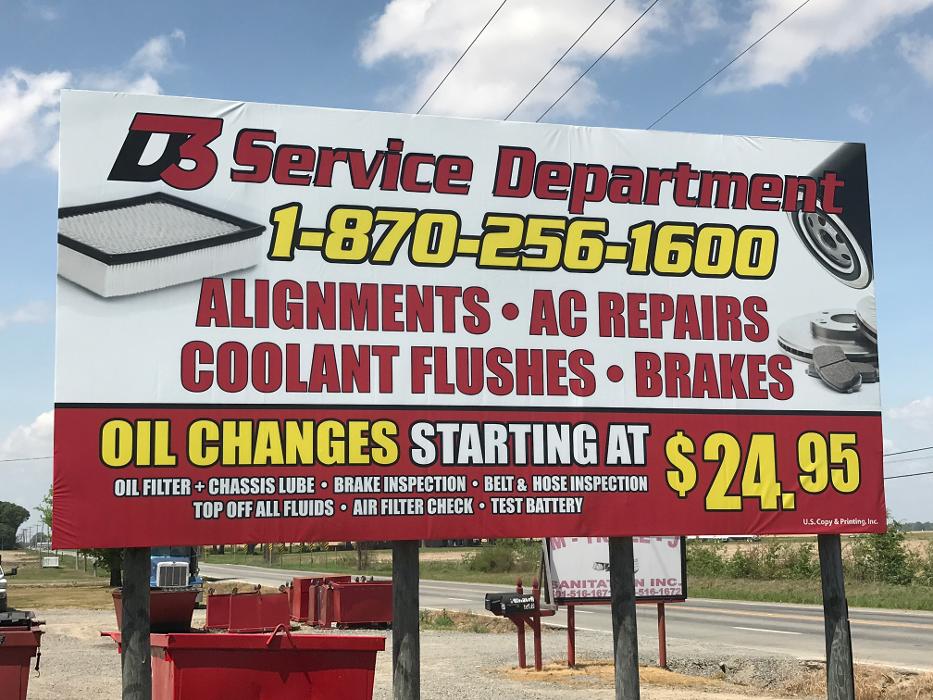 D3 Service Department
1-870-256-1600
ALIGNMENTS • AC REPAIRS
COOLANT FLUSHES • BRAKES
OIL CHANGES STARTING AT $24.95
OIL FILTER + CHASSIS LUBE • BRAKE INSPECTION • BELT & HOSE INSPECTION
TOP OFF ALL FLUIDS • AIR FILTER CHECK • TEST BATTERY
U.S. Copy & Printing, Inc.
SANITATION INC.